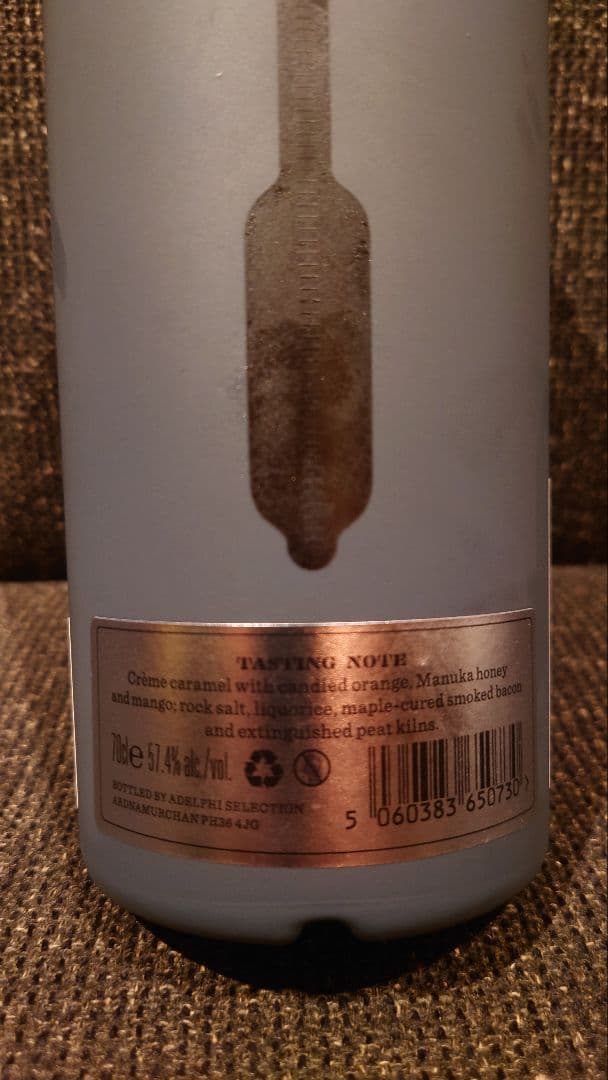 TASTING NOTE
Crème caramel with candied orange, Manuka honey
and mango; rock salt, liquorice, maple-cured smoked bacon
and extinguished peat kilns.
70cl e 57.4% alc./vol.
BOTTLED BY ADELPHI SELECTION
ARDNAMURCHAN PH36 4JG
5 060383 650730 >